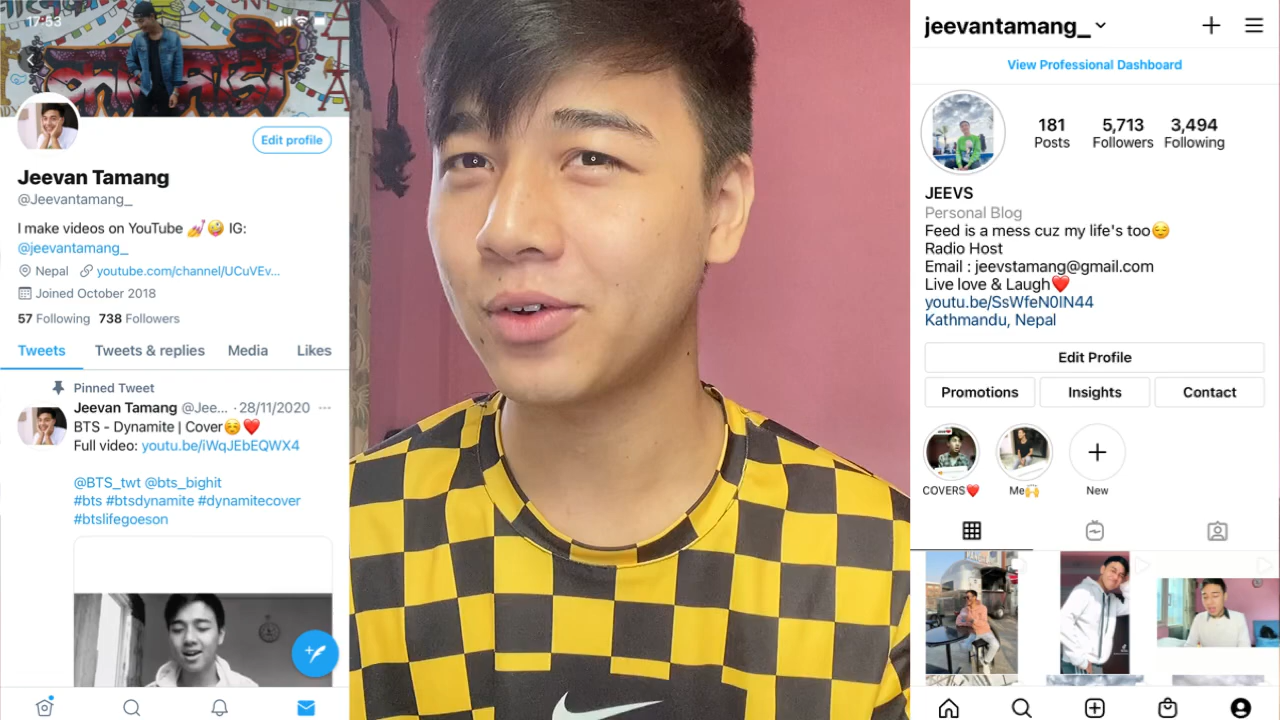 17:53
Edit profile
Jeevan Tamang
@Jeevantamang_
I make videos on YouTube 💅🤪 IG:
@jeevantamang_
Nepal youtube.com/channel/UCuVEv...
Joined October 2018
57 Following 738 Followers
Tweets Tweets & replies Media Likes
Pinned Tweet
Jeevan Tamang @Jee... · 28/11/2020 ...
BTS - Dynamite | Cover☺️❤️
Full video: youtu.be/iWqJEbEQWX4
@BTS_twt @bts_bighit
#bts #btsdynamite #dynamitecover
#btslifegoeson
jeevantamang_
View Professional Dashboard
181 5,713 3,494
Posts Followers Following
JEEVS
Personal Blog
Feed is a mess cuz my life's too😌
Radio Host
Email : jeevstamang@gmail.com
Live love & Laugh❤️
youtu.be/SsWfeN0IN44
Kathmandu, Nepal
Edit Profile
Promotions Insights Contact
COVERS❤️ Me🙌 New